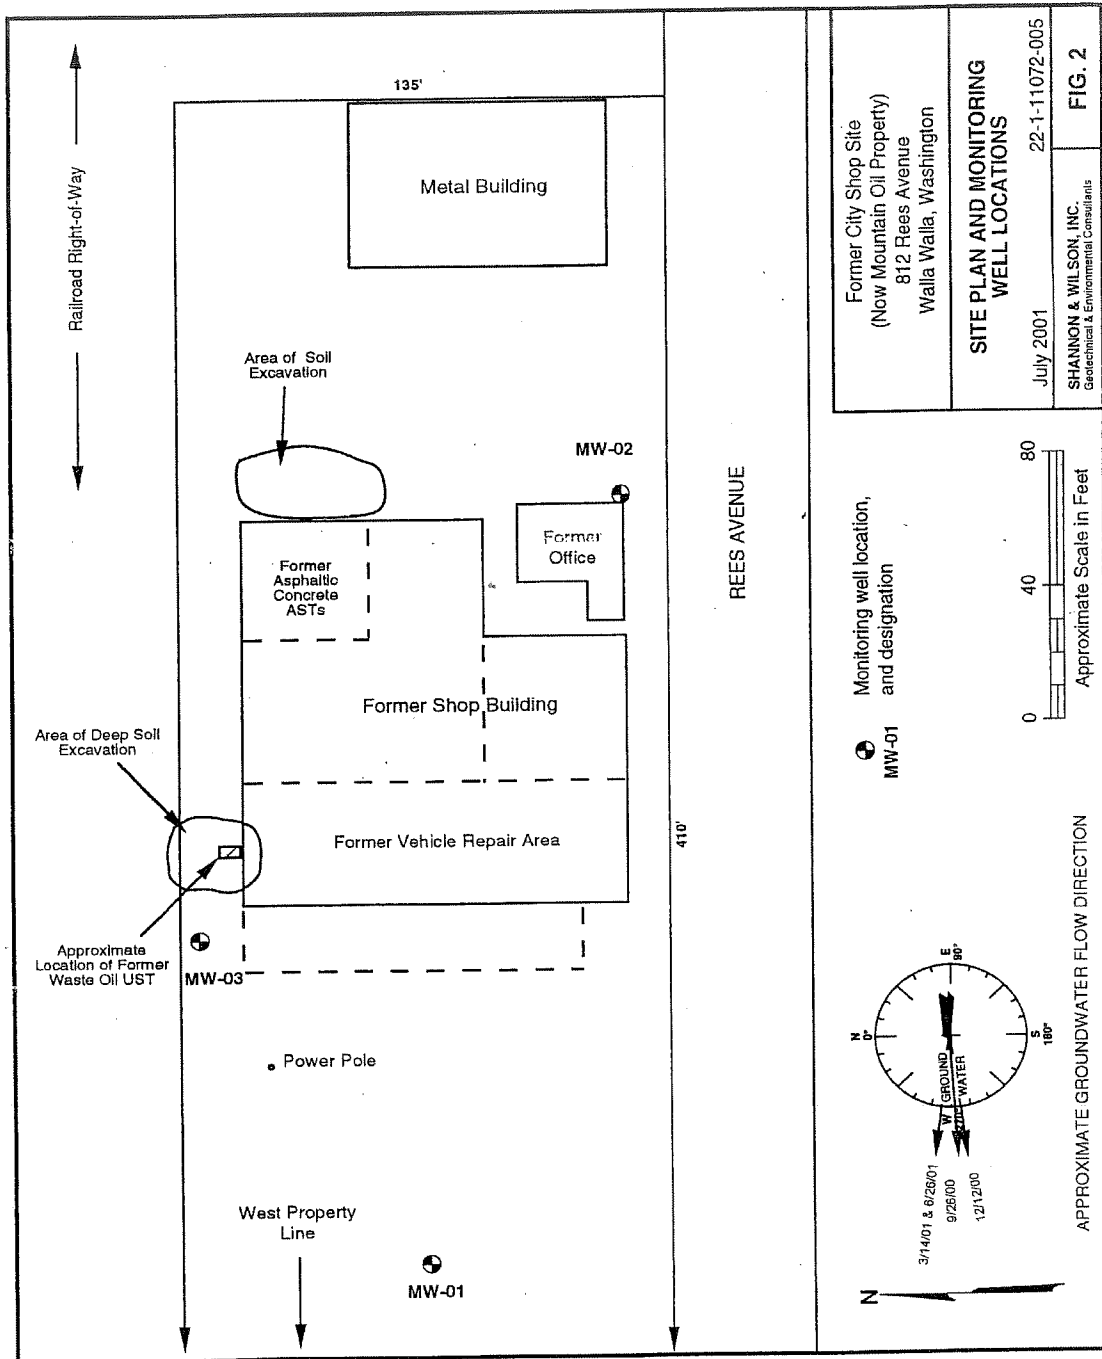 Railroad Right-of-Way
135'
Metal Building
Area of Soil
Excavation
MW-02
Former
Asphaltic
Concrete
ASTs
Former
Office
Former Shop Building
Area of Deep Soil
Excavation
Former Vehicle Repair Area
Approximate
Location of Former
Waste Oil UST
MW-03
Power Pole
West Property
Line
MW-01
410'
REES AVENUE
Former City Shop Site
(Now Mountain Oil Property)
812 Rees Avenue
Walla Walla, Washington
SITE PLAN AND MONITORING
WELL LOCATIONS
July 2001
22-1-11072-005
SHANNON & WILSON, INC.
Geotechnical & Environmental Consultants
FIG. 2
MW-01
Monitoring well location,
and designation
0
40
80
Approximate Scale in Feet
N
0°
E
90°
S
180°
W
270°
GROUND
WATER
3/14/01 & 6/26/01
9/26/00
12/12/00
N
APPROXIMATE GROUNDWATER FLOW DIRECTION